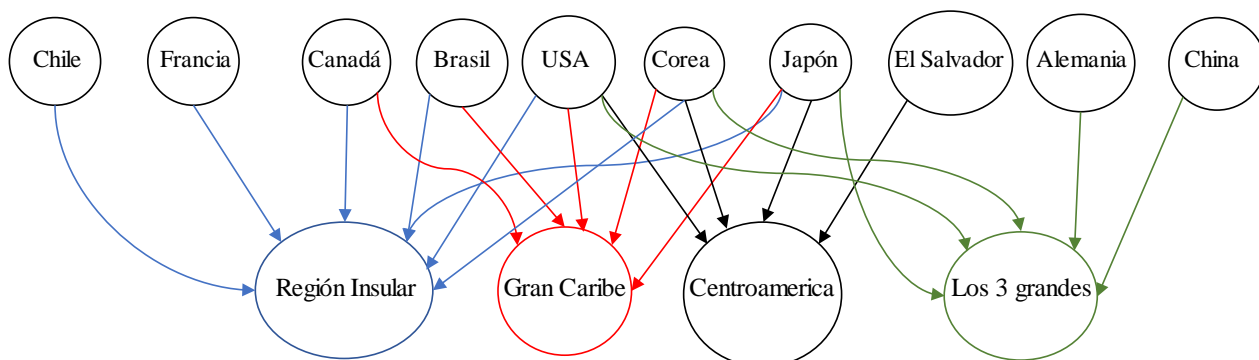 Chile
Francia
Canadá
Brasil
USA
Corea
Japón
El Salvador
Alemania
China
Región Insular
Gran Caribe
Centroamerica
Los 3 grandes